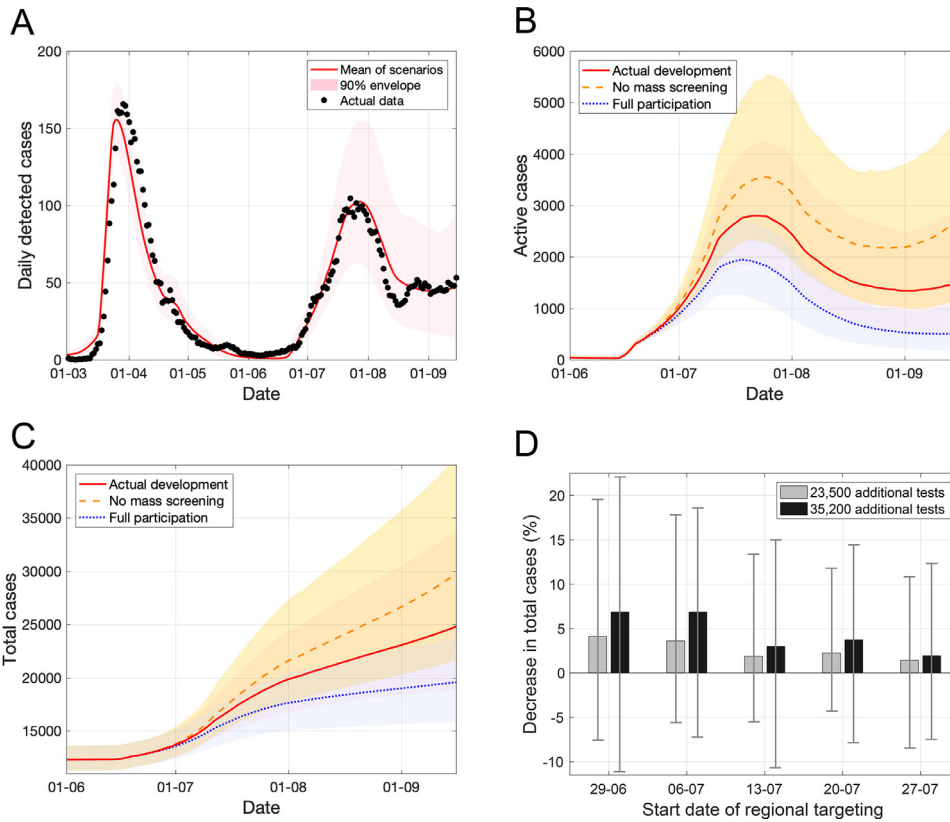 A
200
150
100
50
0
Daily detected cases
Mean of scenarios
90% envelope
Actual data
01-03
01-04
01-05
01-06
01-07
01-08
01-09
Date
B
6000
5000
4000
3000
2000
1000
0
Active cases
Actual development
No mass screening
Full participation
01-06
01-07
01-08
01-09
Date
C
40000
35000
30000
25000
20000
15000
Total cases
Actual development
No mass screening
Full participation
01-06
01-07
01-08
01-09
Date
D
20
15
10
5
0
-5
-10
Decrease in total cases (%)
23,500 additional tests
35,200 additional tests
29-06
06-07
13-07
20-07
27-07
Start date of regional targeting